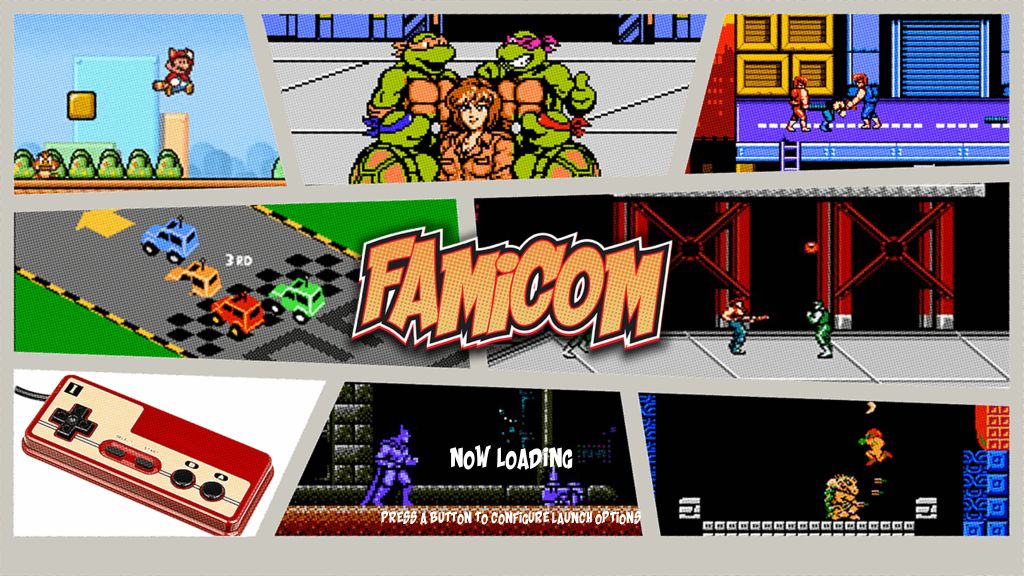 3RD
FAMiCOM
I
NOW LOADING
PRESS A BUTTON TO CONFIGURE LAUNCH OPTIONS